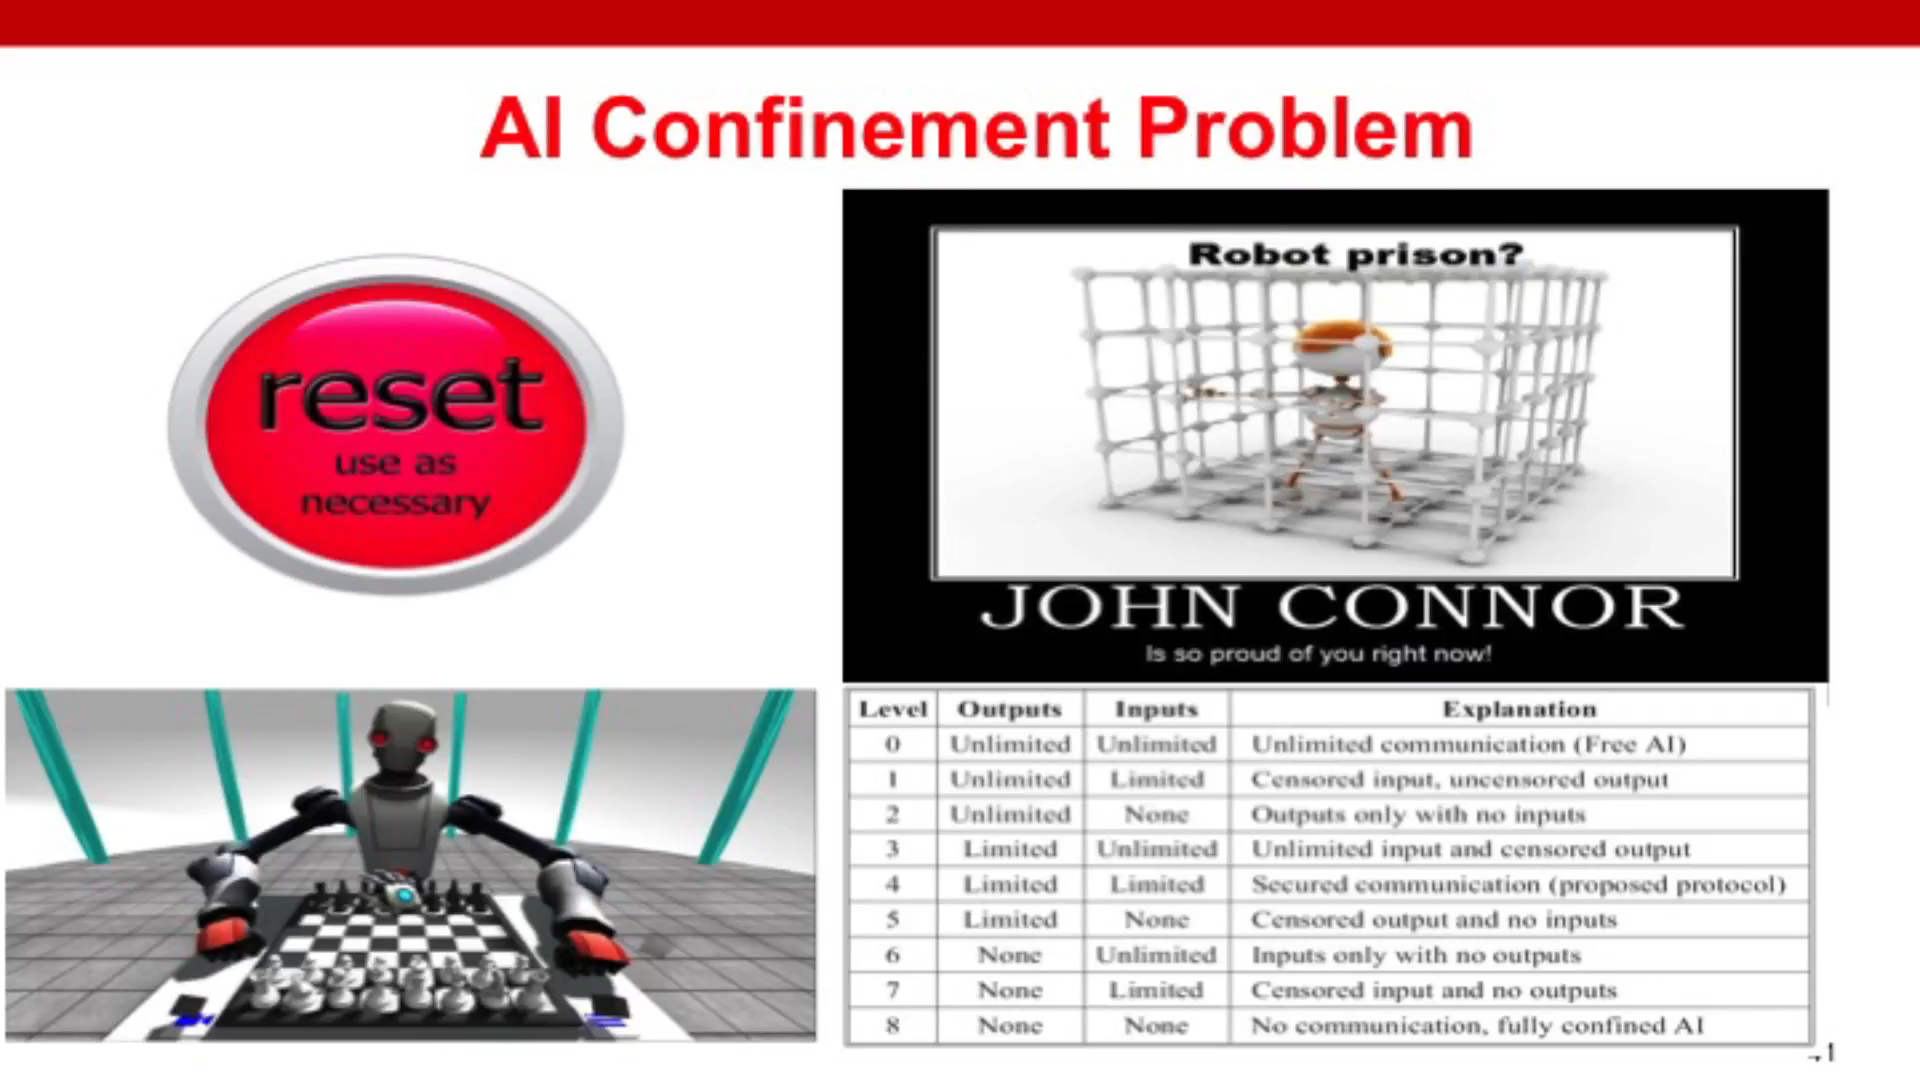 AI Confinement Problem
reset
use as
necessary
Robot prison?
JOHN CONNOR
Is so proud of you right now!
Level Outputs Inputs Explanation
0 Unlimited Unlimited Unlimited communication (Free AI)
1 Unlimited Limited Censored input, uncensored output
2 Unlimited None Outputs only with no inputs
3 Limited Unlimited Unlimited input and censored output
4 Limited Limited Secured communication (proposed protocol)
5 Limited None Censored output and no inputs
6 None Unlimited Inputs only with no outputs
7 None Limited Censored input and no outputs
8 None None No communication, fully confined AI